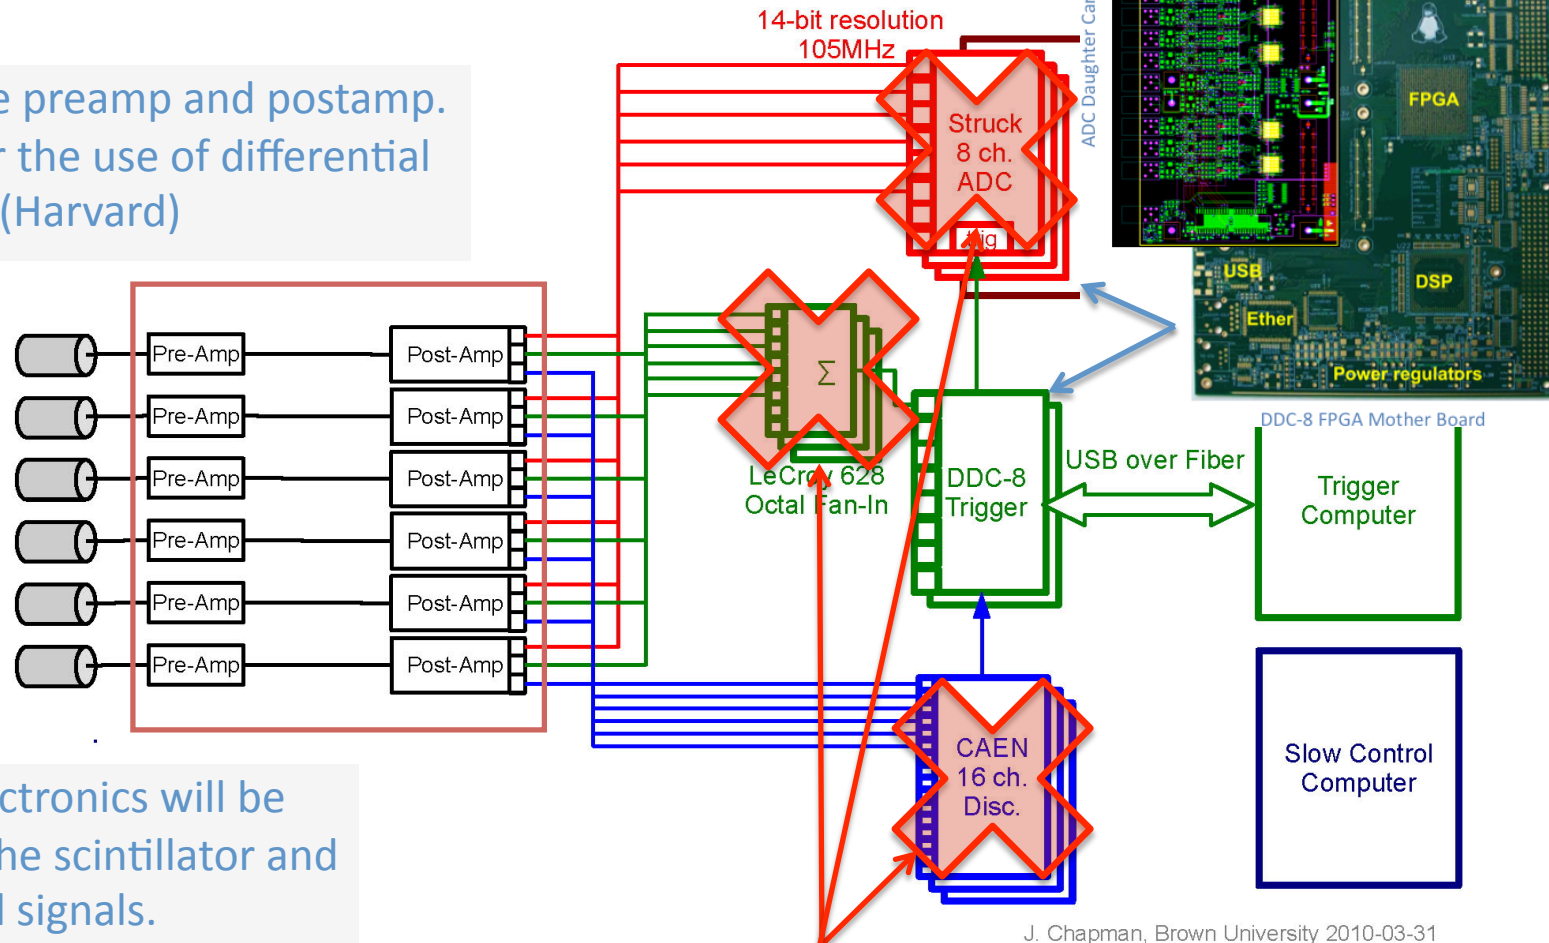 14-bit resolution
105MHz
e preamp and postamp.
r the use of differential
(Harvard)
Struck
8 ch.
ADC
trig
ADC Daughter Car
FPGA
USB
DSP
Ether
Power regulators
DDC-8 FPGA Mother Board
Pre-Amp
Post-Amp
Pre-Amp
Post-Amp
Pre-Amp
Post-Amp
Pre-Amp
Post-Amp
Pre-Amp
Post-Amp
Pre-Amp
Post-Amp
Σ
LeCroy 628
Octal Fan-In
DDC-8
Trigger
USB over Fiber
Trigger
Computer
CAEN
16 ch.
Disc.
Slow Control
Computer
ctronics will be
he scintillator and
l signals.
J. Chapman, Brown University 2010-03-31